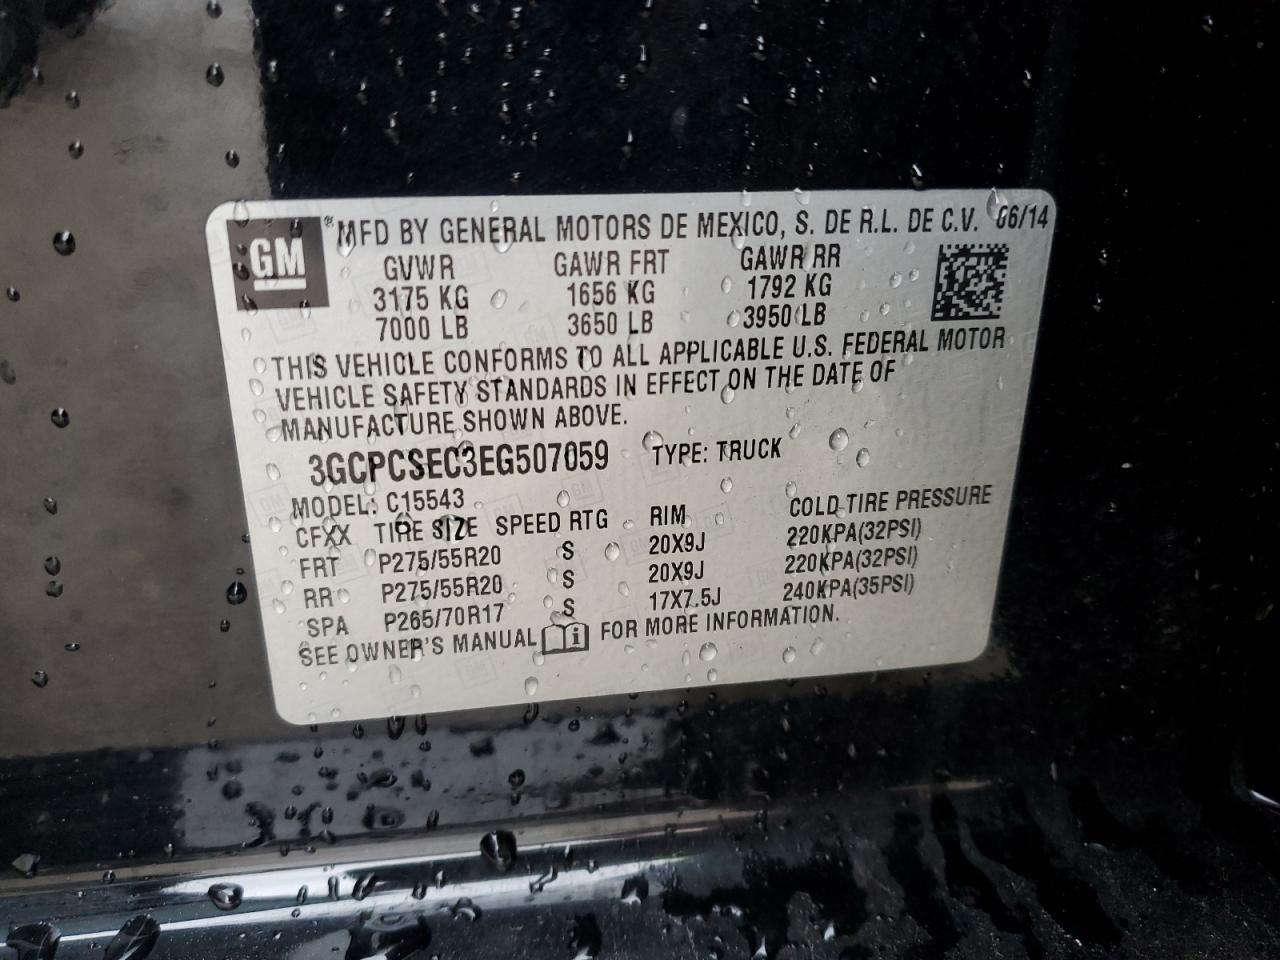 GM ® MFD BY GENERAL MOTORS DE MEXICO, S. DE R.L. DE C.V. 06/14
GVWR GAWR FRT GAWR RR
3175 KG 1656 KG 1792 KG
7000 LB 3650 LB 3950 LB
THIS VEHICLE CONFORMS TO ALL APPLICABLE U.S. FEDERAL MOTOR
VEHICLE SAFETY STANDARDS IN EFFECT ON THE DATE OF
MANUFACTURE SHOWN ABOVE.
3GCPCSEC3EG507059 TYPE: TRUCK
MODEL: C15543
CFXX TIRE SIZE SPEED RTG RIM COLD TIRE PRESSURE
FRT P275/55R20 S 20X9J 220KPA(32PSI)
RR P275/55R20 S 20X9J 220KPA(32PSI)
SPA P265/70R17 S 17X7.5J 240KPA(35PSI)
SEE OWNER'S MANUAL FOR MORE INFORMATION.